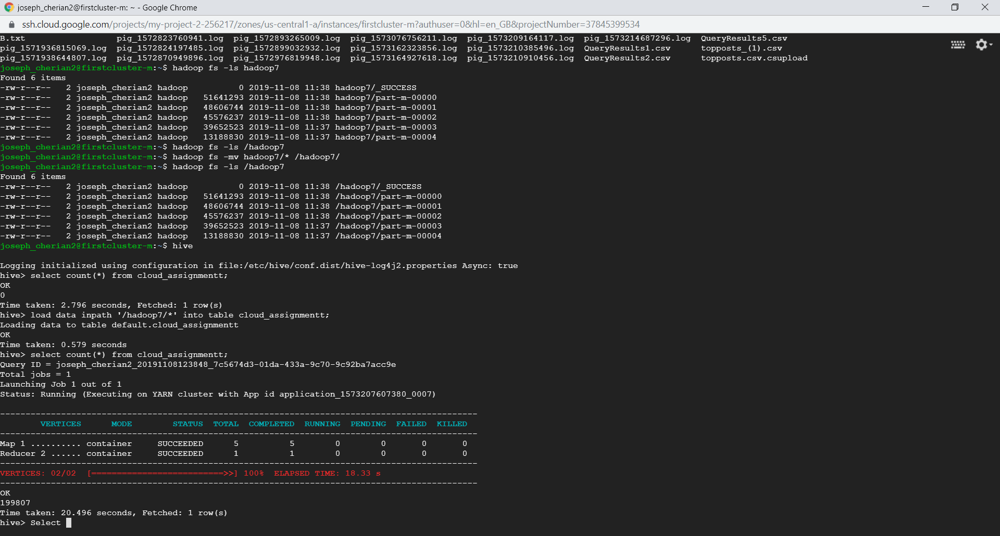 joseph_cherian2@firstcluster-m: ~ - Google Chrome
ssh.cloud.google.com/projects/my-project-2-256217/zones/us-central1-a/instances/firstcluster-m?authuser=0&hl=en_GB&projectNumber=37845399534
B.txt                  pig_1572823760941.log  pig_1572893265009.log  pig_1573076756211.log  pig_1573209164117.log  pig_1573214687296.log  QueryResults5.csv
pig_1571936815069.log  pig_1572824197485.log  pig_1572899032932.log  pig_1573162323856.log  pig_1573210385496.log  QueryResults1.csv      topposts_(1).csv
pig_1571938644807.log  pig_1572870949896.log  pig_1572976819948.log  pig_1573164927618.log  pig_1573210910456.log  QueryResults2.csv      topposts.csv.csupload
joseph_cherian2@firstcluster-m:~$ hadoop fs -ls hadoop7
Found 6 items
-rw-r--r--   2 joseph_cherian2 hadoop          0 2019-11-08 11:38 hadoop7/_SUCCESS
-rw-r--r--   2 joseph_cherian2 hadoop   51641293 2019-11-08 11:38 hadoop7/part-m-00000
-rw-r--r--   2 joseph_cherian2 hadoop   48606744 2019-11-08 11:38 hadoop7/part-m-00001
-rw-r--r--   2 joseph_cherian2 hadoop   45576237 2019-11-08 11:38 hadoop7/part-m-00002
-rw-r--r--   2 joseph_cherian2 hadoop   39652523 2019-11-08 11:37 hadoop7/part-m-00003
-rw-r--r--   2 joseph_cherian2 hadoop   13188830 2019-11-08 11:37 hadoop7/part-m-00004
joseph_cherian2@firstcluster-m:~$ hadoop fs -ls /hadoop7
joseph_cherian2@firstcluster-m:~$ hadoop fs -mv hadoop7/* /hadoop7/
joseph_cherian2@firstcluster-m:~$ hadoop fs -ls /hadoop7
Found 6 items
-rw-r--r--   2 joseph_cherian2 hadoop          0 2019-11-08 11:38 /hadoop7/_SUCCESS
-rw-r--r--   2 joseph_cherian2 hadoop   51641293 2019-11-08 11:38 /hadoop7/part-m-00000
-rw-r--r--   2 joseph_cherian2 hadoop   48606744 2019-11-08 11:38 /hadoop7/part-m-00001
-rw-r--r--   2 joseph_cherian2 hadoop   45576237 2019-11-08 11:38 /hadoop7/part-m-00002
-rw-r--r--   2 joseph_cherian2 hadoop   39652523 2019-11-08 11:37 /hadoop7/part-m-00003
-rw-r--r--   2 joseph_cherian2 hadoop   13188830 2019-11-08 11:37 /hadoop7/part-m-00004
joseph_cherian2@firstcluster-m:~$ hive
Logging initialized using configuration in file:/etc/hive/conf.dist/hive-log4j2.properties Async: true
hive> select count(*) from cloud_assignmentt;
OK
0
Time taken: 2.796 seconds, Fetched: 1 row(s)
hive> load data inpath '/hadoop7/*' into table cloud_assignmentt;
Loading data to table default.cloud_assignmentt
OK
Time taken: 0.579 seconds
hive> select count(*) from cloud_assignmentt;
Query ID = joseph_cherian2_20191108123848_7c5674d3-01da-433a-9c70-9c92ba7acc9e
Total jobs = 1
Launching Job 1 out of 1
Status: Running (Executing on YARN cluster with App id application_1573207607380_0007)
----------------------------------------------------------------------------------------------
        VERTICES      MODE        STATUS  TOTAL  COMPLETED  RUNNING  PENDING  FAILED  KILLED
----------------------------------------------------------------------------------------------
Map 1 .......... container     SUCCEEDED      5          5        0        0       0       0
Reducer 2 ...... container     SUCCEEDED      1          1        0        0       0       0
----------------------------------------------------------------------------------------------
VERTICES: 02/02  [==========================>>] 100%  ELAPSED TIME: 18.33 s
----------------------------------------------------------------------------------------------
OK
199807
Time taken: 20.496 seconds, Fetched: 1 row(s)
hive> Select